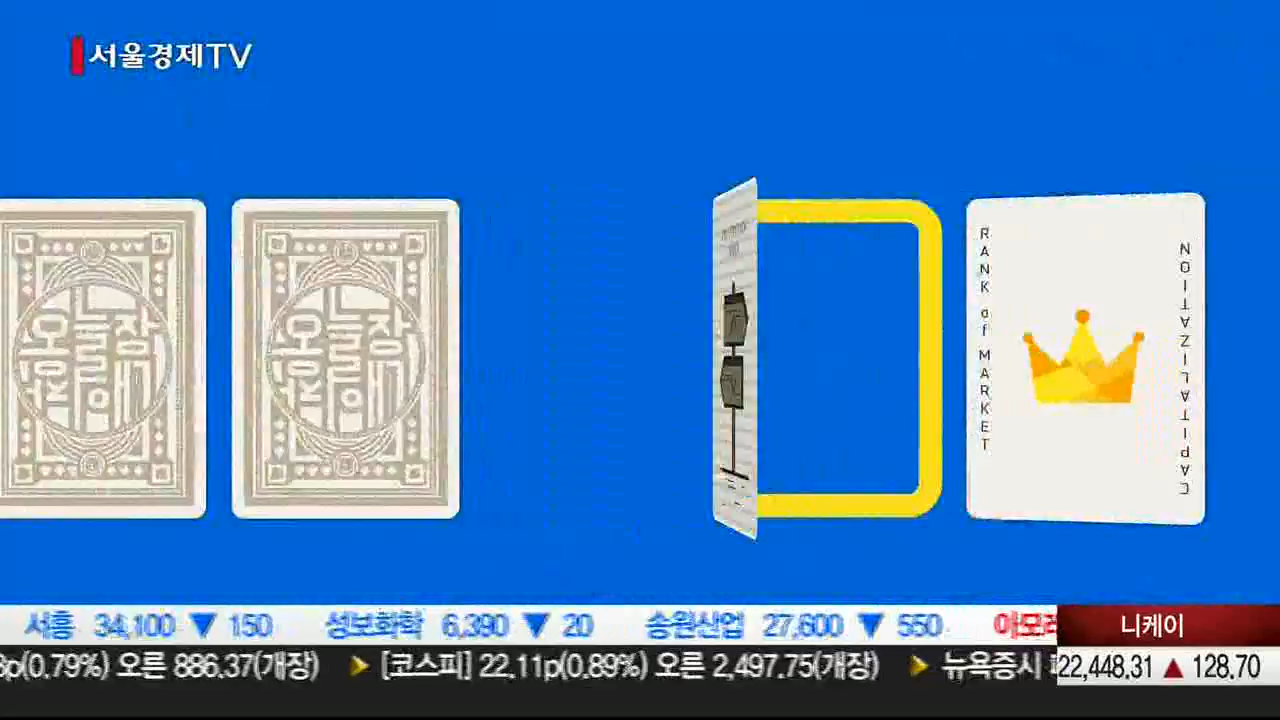 서울경제TV
오늘장
오늘장
RANK of MARKET
CAPITALIZATION
서흥 34,100 ▼ 150 성보화학 6,390 ▼ 20 송원산업 27,600 ▼ 550
니케이
p(0.79%) 오른 886.37(개장) ▶ [코스피] 22.11p(0.89%) 오른 2,497.75(개장) ▶ 뉴욕증시
22,448.31 ▲ 128.70